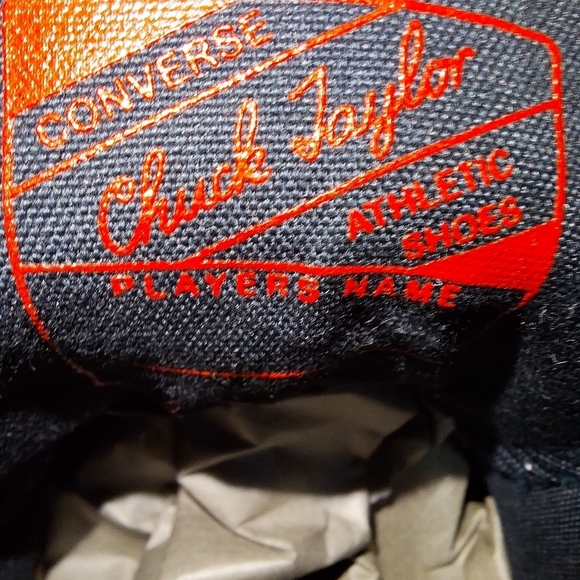 CONVERSE
Chuck Taylor
ATHLETIC
SHOES
PLAYERS NAME